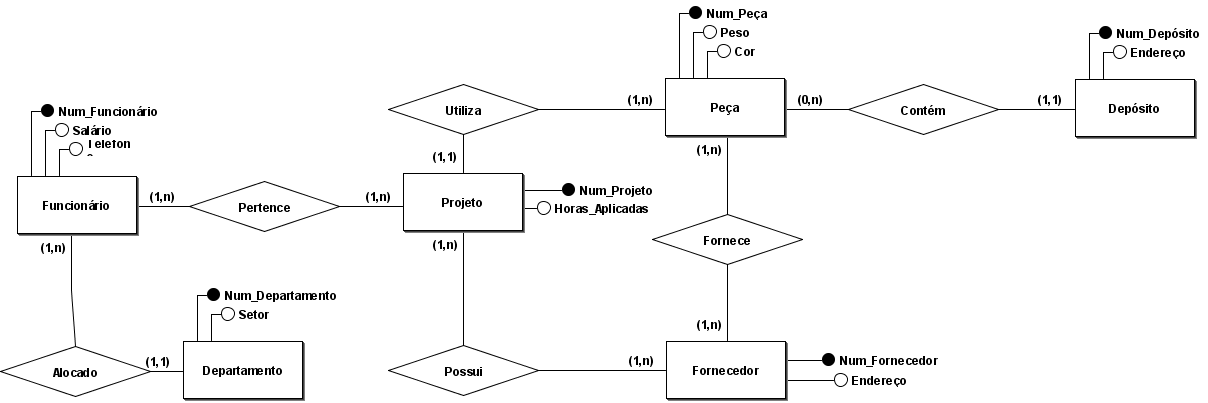 Num_Peça
Peso
Cor
Num_Depósito
Endereço
Utiliza
(1,n)
Peça
(0,n)
Contém
(1,1)
Depósito
Num_Funcionário
Salário
(1,1)
(1,n)
Funcionário
(1,n)
Pertence
(1,n)
Projeto
Num_Projeto
Horas_Aplicadas
(1,n)
(1,n)
Fornece
Num_Departamento
Setor
(1,n)
Alocado
(1,1)
Departamento
Possui
(1,n)
Fornecedor
Num_Fornecedor
Endereço